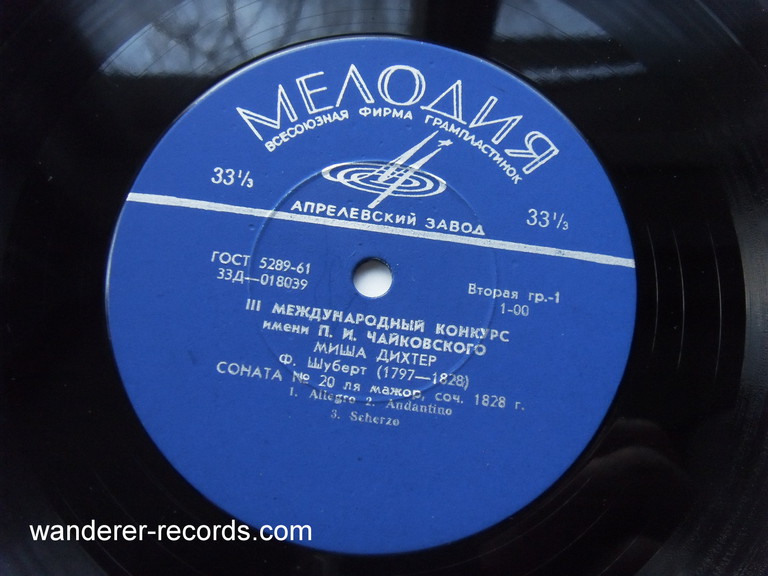 МЕЛОДИЯ
ВСЕСОЮЗНАЯ ФИРМА ГРАМПЛАСТИНОК
33 1/3
АПРЕЛЕВСКИЙ ЗАВОД
33 1/3
ГОСТ 5289-61
33Д—018039
Вторая гр.-1
1-00
III МЕЖДУНАРОДНЫЙ КОНКУРС
имени П. И. ЧАЙКОВСКОГО
МИША ДИХТЕР
Ф. Шуберт (1797—1828)
СОНАТА № 20 ля мажор, соч. 1828 г.
1. Allegro 2. Andantino
3. Scherzo
wanderer-records.com